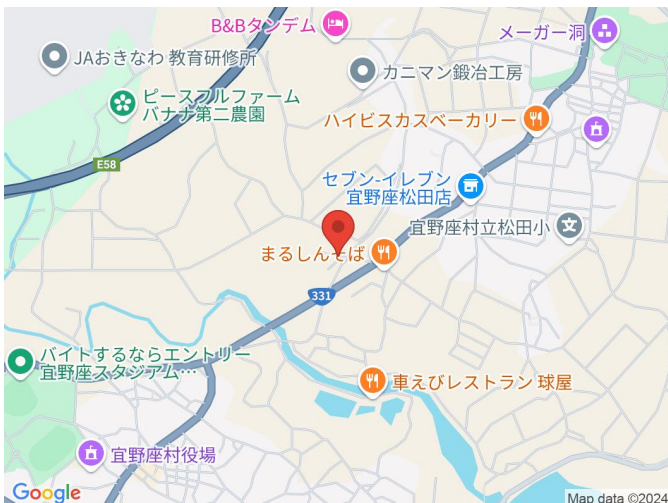 B&Bタンデム
メーガー洞
JAおきなわ 教育研修所
カニマン鍛冶工房
ピースフルファーム
バナナ第二農園
ハイビスカスベーカリー
E58
セブン-イレブン
宜野座松田店
宜野座村立松田小
まるしんそば
331
バイトするならエントリー
宜野座スタジアム…
車えびレストラン 球屋
宜野座村役場
Google
Map data ©2024